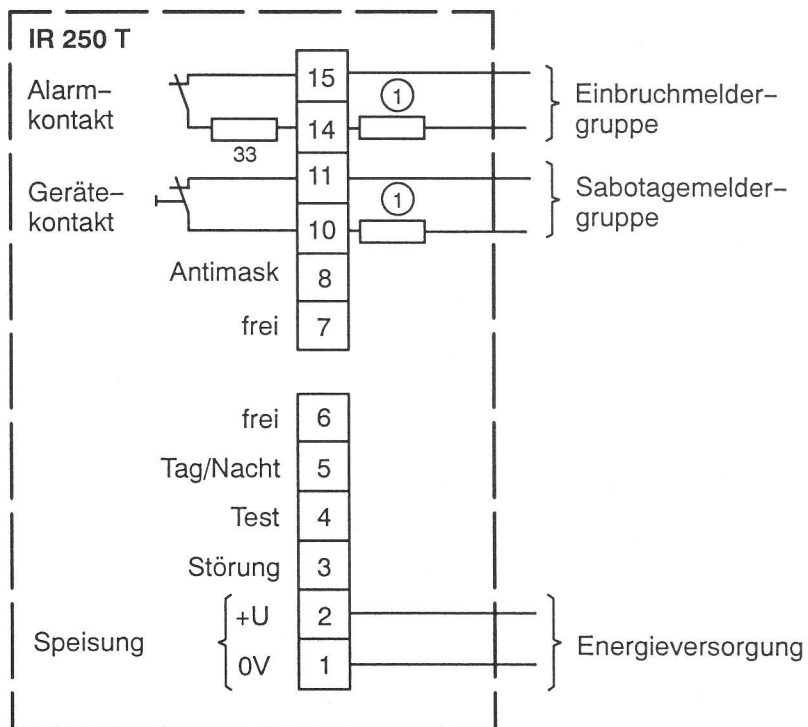 IR 250 T
Alarm–
kontakt
33
15
14
1
Einbruchmelder–
gruppe
Geräte–
kontakt
11
10
1
Sabotagemelder–
gruppe
Antimask
8
frei
7
frei
6
Tag/Nacht
5
Test
4
Störung
3
Speisung
+U
2
0V
1
Energieversorgung